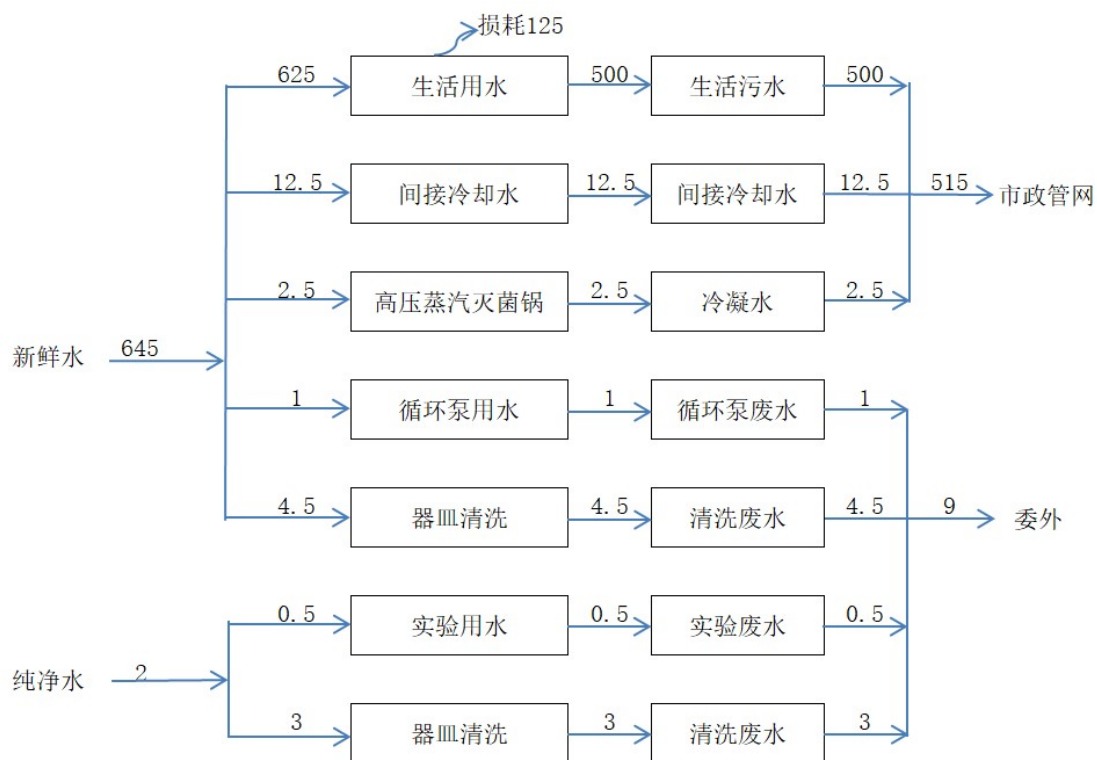 损耗125
625 生活用水 500 生活污水 500
12.5 间接冷却水 12.5 间接冷却水 12.5 515 市政管网
2.5 高压蒸汽灭菌锅 2.5 冷凝水 2.5
新鲜水 645
1 循环泵用水 1 循环泵废水 1
4.5 器皿清洗 4.5 清洗废水 4.5 9 委外
0.5 实验用水 0.5 实验废水 0.5
纯净水 2
3 器皿清洗 3 清洗废水 3